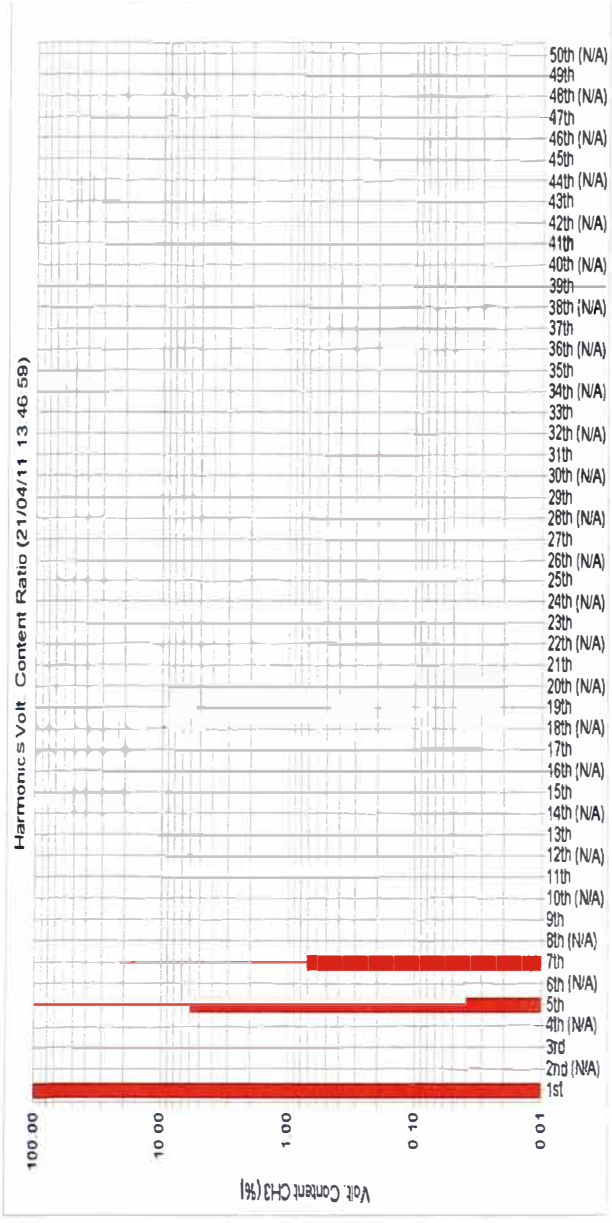 Harmonics Volt. Content Ratio (21/04/11 13 46 59)
Volt. Content CH3 (%)
100.00
10.00
1.00
0.10
0.01
1st
2nd (N/A)
3rd
4th (N/A)
5th
6th (N/A)
7th
8th (N/A)
9th
10th (N/A)
11th
12th (N/A)
13th
14th (N/A)
15th
16th (N/A)
17th
18th (N/A)
19th
20th (N/A)
21th
22th (N/A)
23th
24th (N/A)
25th
26th (N/A)
27th
28th (N/A)
29th
30th (N/A)
31th
32th (N/A)
33th
34th (N/A)
35th
36th (N/A)
37th
38th (N/A)
39th
40th (N/A)
41th
42th (N/A)
43th
44th (N/A)
45th
46th (N/A)
47th
48th (N/A)
49th
50th (N/A)